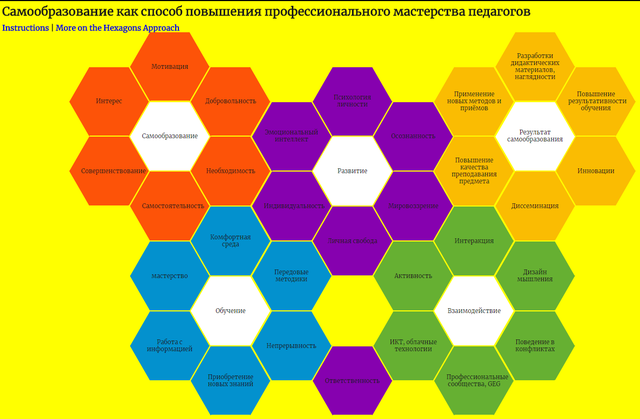 Самообразование как способ повышения профессионального мастерства педагогов
Instructions | More on the Hexagons Approach
Мотивация
Интерес
Добровольность
Самообразование
Совершенствование
Необходимость
Самостоятельность
Осознанность
Развитие
Индивидуальность
Мировоззрение
Личная свобода
Ответственность
Разработки
дидактических
материалов,
наглядности
Применение
новых методов и
приёмов
Повышение
результативности
обучения
Результат
самообразования
Повышение
качества
преподавания
предмета
Инновации
Диссеминация
Комфортная
среда
мастерство
Передовые
методики
Обучение
Работа с
информацией
Непрерывность
Приобретение
новых знаний
Интеракция
Активность
Дизайн
мышления
Взаимодействие
ИКТ, облачные
технологии
Поведение в
конфликтах
Профессиональные
сообщества, GEG